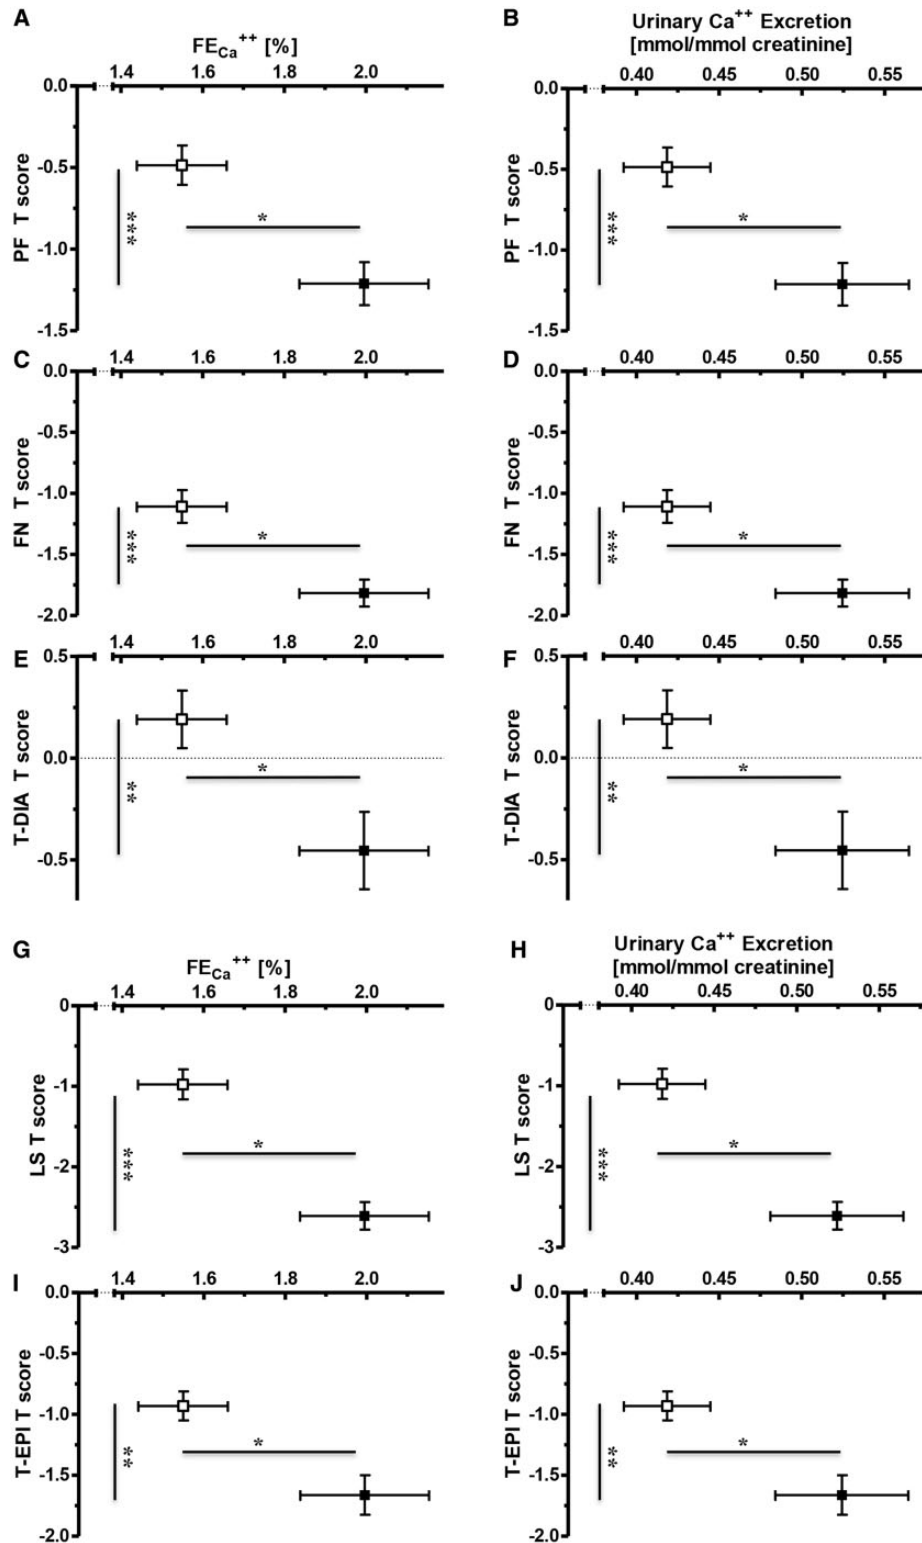 A
FE_Ca^++ [%]
1.4 1.6 1.8 2.0
0.0
-0.5
-1.0
-1.5
PF T score
***
*
B
Urinary Ca^++ Excretion
[mmol/mmol creatinine]
0.40 0.45 0.50 0.55
0.0
-0.5
-1.0
-1.5
PF T score
***
*
C
1.4 1.6 1.8 2.0
0.0
-0.5
-1.0
-1.5
-2.0
FN T score
***
*
D
0.40 0.45 0.50 0.55
0.0
-0.5
-1.0
-1.5
-2.0
FN T score
***
*
E
1.4 1.6 1.8 2.0
0.5
0.0
-0.5
T-DIA T score
**
*
F
0.40 0.45 0.50 0.55
0.5
0.0
-0.5
T-DIA T score
**
*
G
FE_Ca^++ [%]
1.4 1.6 1.8 2.0
0
-1
-2
-3
LS T score
***
*
H
Urinary Ca^++ Excretion
[mmol/mmol creatinine]
0.40 0.45 0.50 0.55
0
-1
-2
-3
LS T score
***
*
I
1.4 1.6 1.8 2.0
0.0
-0.5
-1.0
-1.5
-2.0
T-EPI T score
**
*
J
0.40 0.45 0.50 0.55
0.0
-0.5
-1.0
-1.5
-2.0
T-EPI T score
**
*